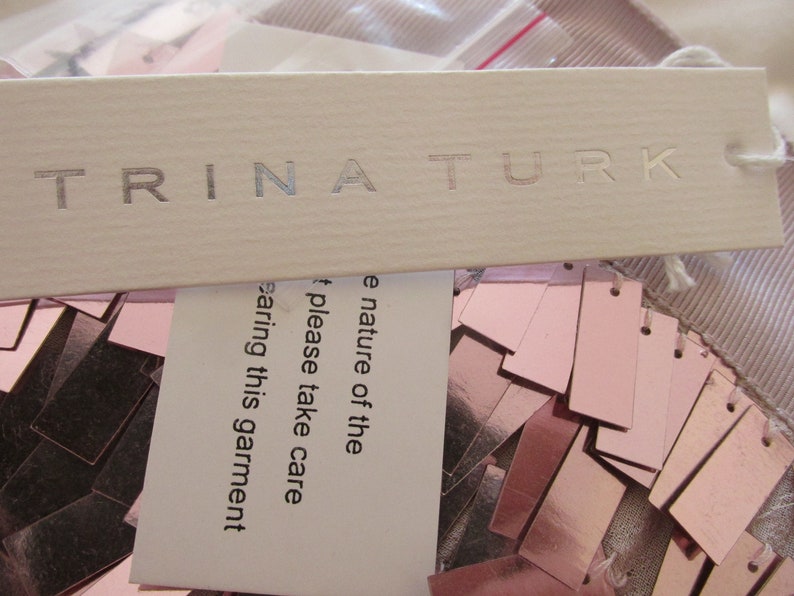 TRINA TURK
e nature of the
t please take care
earing this garment